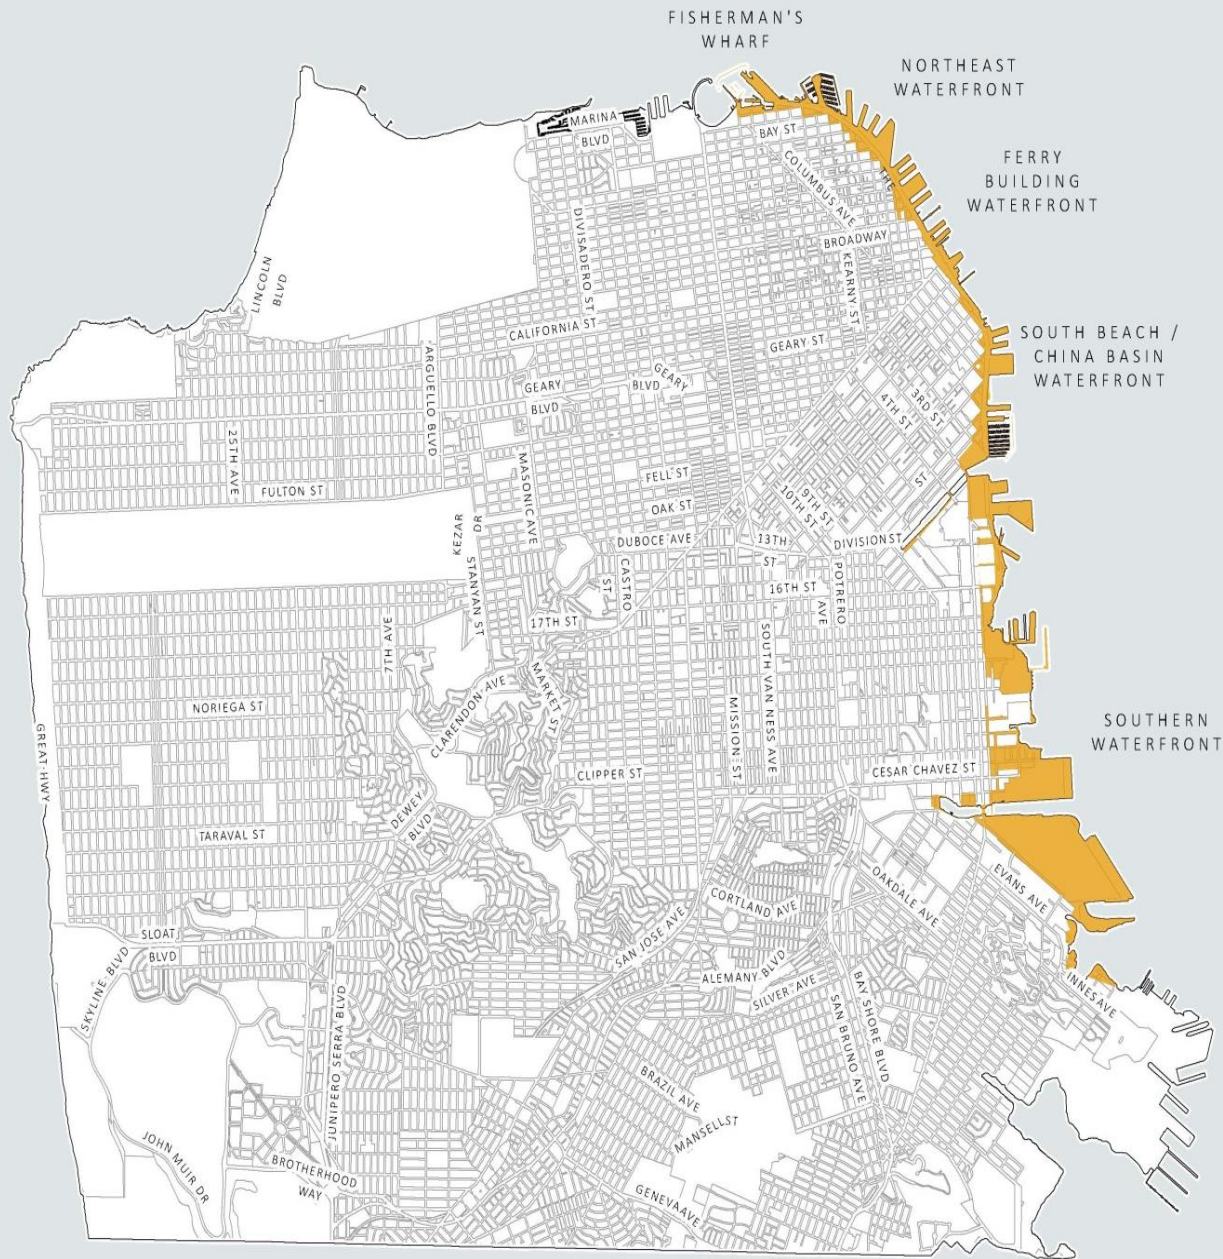 FISHERMAN'S
WHARF
NORTHEAST
WATERFRONT
MARINA
BLVD
BAY ST
COLUMBUS AVE
THE
FERRY
BUILDING
WATERFRONT
DIVISADERO ST
BROADWAY
KEARNY ST
LINCOLN
BLVD
CALIFORNIA ST
GEARY ST
SOUTH BEACH /
CHINA BASIN
WATERFRONT
ARGUELLO BLVD
GEARY
BLVD
GEARY
BLVD
3RD ST
4TH ST
25TH AVE
MASONIC AVE
FULTON ST
FELL ST
ST
OAK ST
9TH ST
10TH ST
KEZAR
DR
DUBOCE AVE
13TH
ST
DIVISION ST
STANYAN ST
CASTRO
ST
16TH ST
POTRERO
AVE
17TH ST
7TH AVE
MARKET ST
SOUTH VAN NESS AVE
CLARENDON AVE
NORIEGA ST
MISSION ST
SOUTHERN
WATERFRONT
GREAT HWY
CLIPPER ST
CESAR CHAVEZ ST
DEWEY
BLVD
TARAVAL ST
EVANS AVE
OAKDALE AVE
CORTLAND AVE
SLOAT
BLVD
SAN JOSE AVE
SKYLINE BLVD
ALEMANY BLVD
SILVER AVE
BAY SHORE BLVD
INNES AVE
JUNIPERO SERRA BLVD
SAN BRUNO AVE
BRAZIL AVE
MANSELL ST
JOHN MUIR DR
BROTHERHOOD
WAY
GENEVA AVE